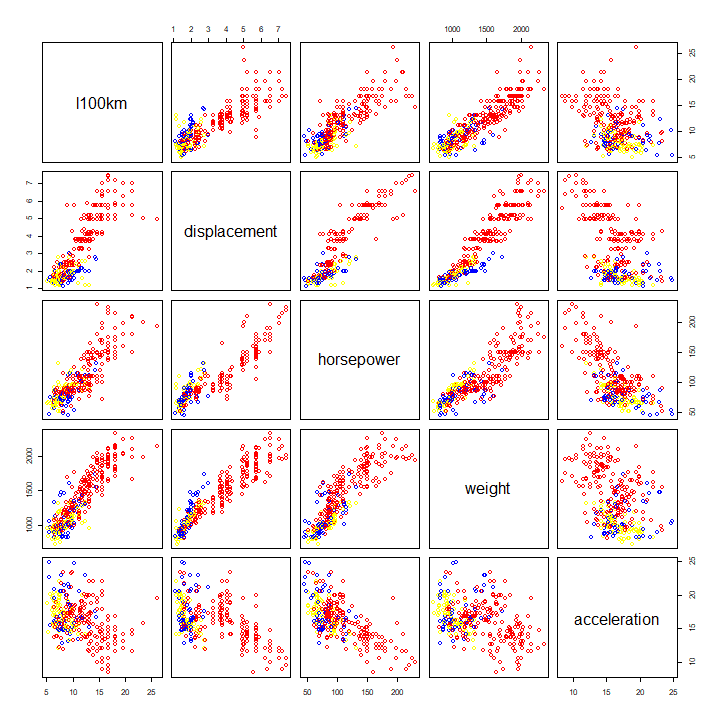 1 2 3 4 5 6 7
1000 1500 2000
l100km
5 10 15 20 25
displacement
1 2 3 4 5 6 7
horsepower
50 100 150 200
weight
1000 1500 2000
acceleration
10 15 20 25
5 10 15 20 25
50 100 150 200
10 15 20 25